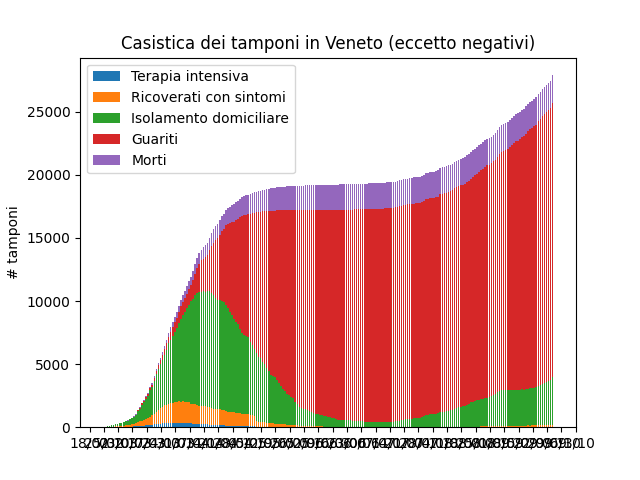 Casistica dei tamponi in Veneto (eccetto negativi)
Terapia intensiva
Ricoverati con sintomi
Isolamento domiciliare
Guariti
Morti
# tamponi
25000
20000
15000
10000
5000
0